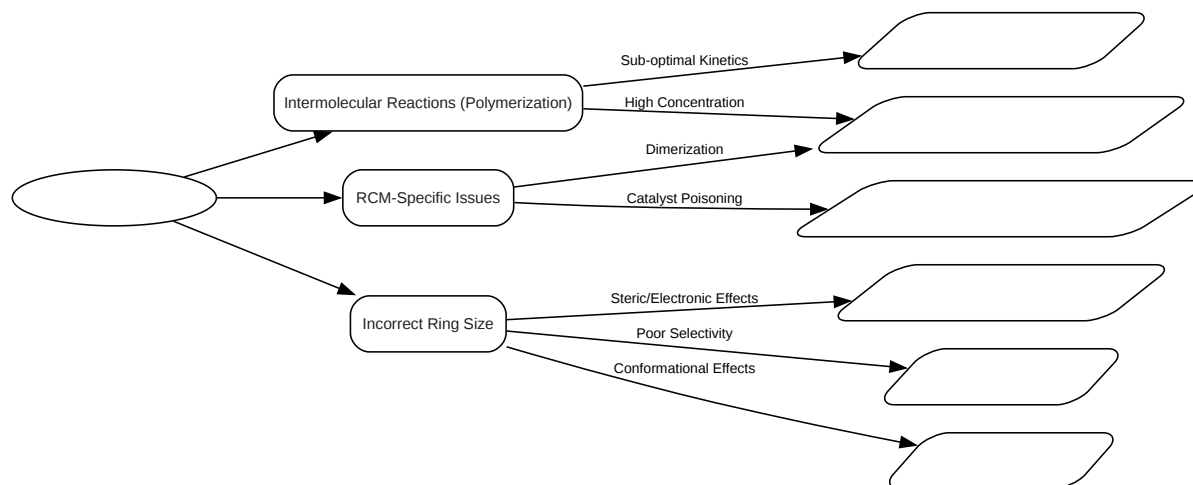 Sub-optimal Kinetics
Intermolecular Reactions (Polymerization)
High Concentration
Dimerization
RCM-Specific Issues
Catalyst Poisoning
Steric/Electronic Effects
Incorrect Ring Size
Poor Selectivity
Conformational Effects